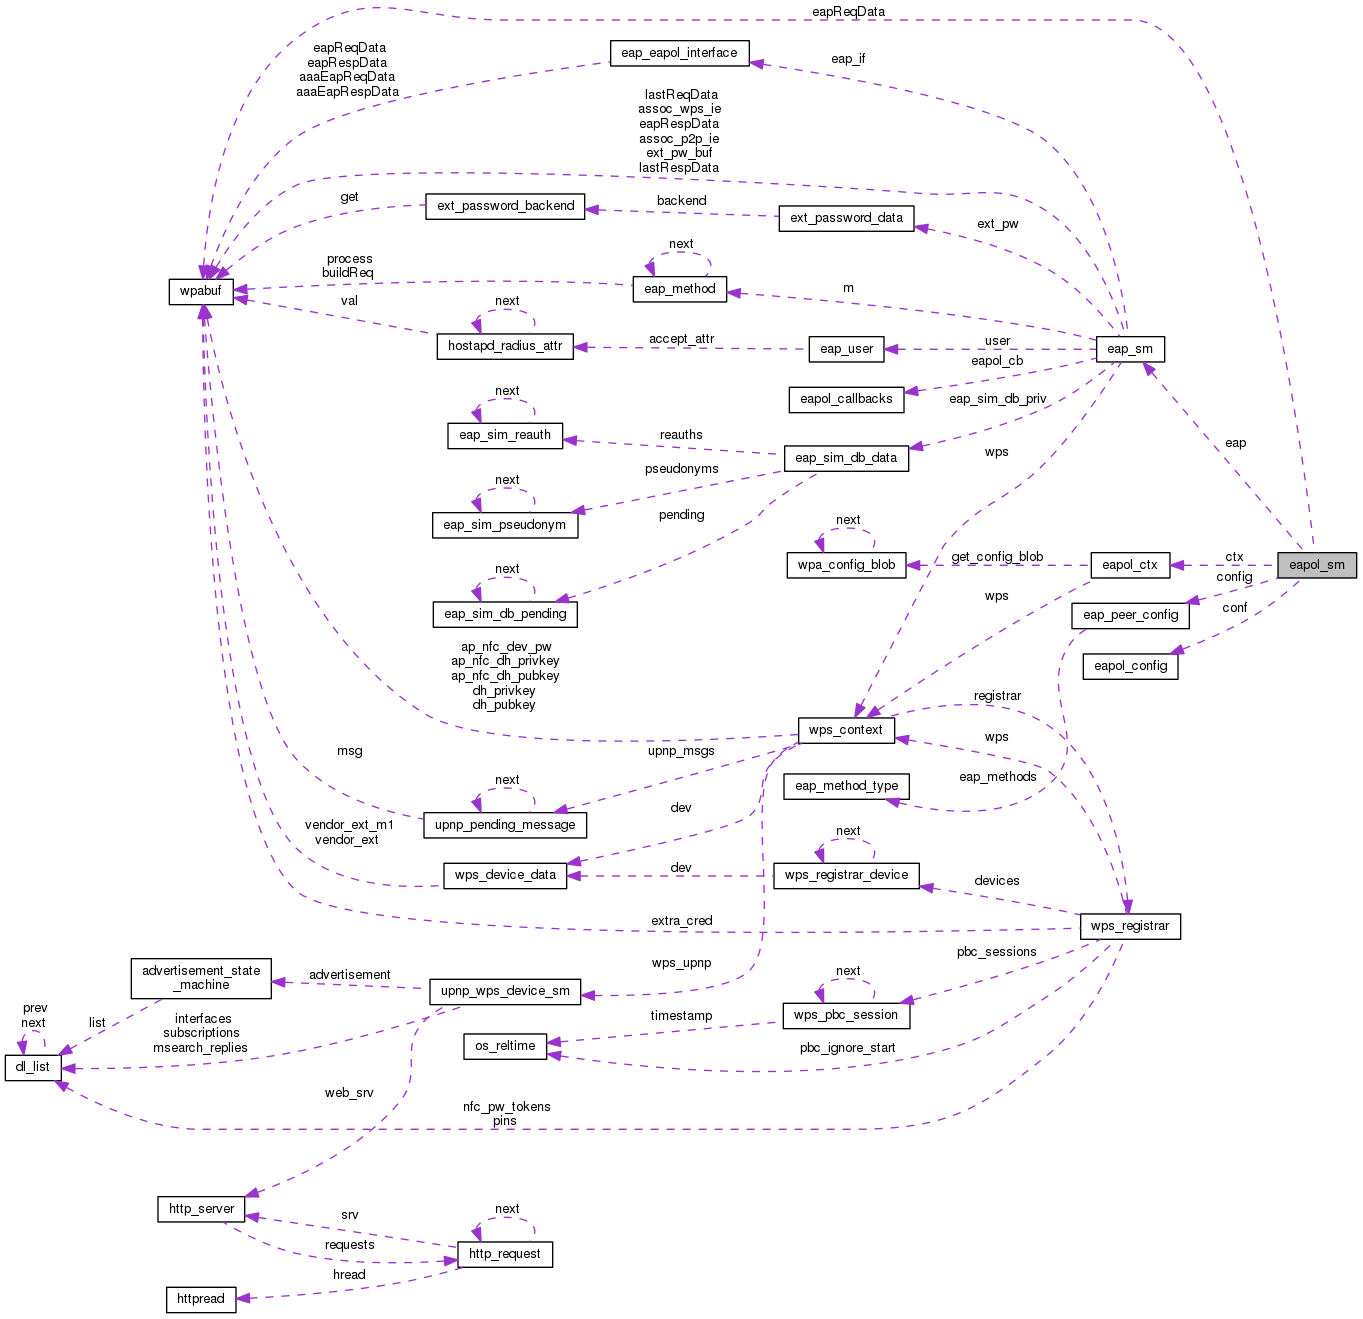 eapReqData
eapReqData
eapRespData
aaaEapReqData
aaaEapRespData
eap_eapol_interface
eap_if
lastReqData
assoc_wps_ie
eapRespData
assoc_p2p_ie
ext_pw_buf
lastRespData
get
ext_password_backend
backend
ext_password_data
ext_pw
next
process
buildReq
wpabuf
eap_method
m
val
next
hostapd_radius_attr
accept_attr
eap_user
user
eap_sm
eapol_cb
eapol_callbacks
next
eap_sim_reauth
reauths
eap_sim_db_priv
eap
wps
eap_sim_db_data
pseudonyms
next
eap_sim_pseudonym
pending
next
wpa_config_blob
get_config_blob
eapol_ctx
ctx
eapol_sm
config
next
eap_sim_db_pending
wps
eap_peer_config
conf
eapol_config
ap_nfc_dev_pw
ap_nfc_dh_privkey
ap_nfc_dh_pubkey
dh_privkey
dh_pubkey
registrar
wps_context
wps
msg
upnp_msgs
next
eap_methods
eap_method_type
upnp_pending_message
dev
vendor_ext_m1
vendor_ext
next
wps_device_data
dev
wps_registrar_device
devices
extra_cred
wps_registrar
wps_upnp
pbc_sessions
advertisement_state
_machine
advertisement
upnp_wps_device_sm
next
wps_pbc_session
prev
next
list
interfaces
subscriptions
msearch_replies
timestamp
os_reltime
pbc_ignore_start
dl_list
web_srv
nfc_pw_tokens
pins
http_server
srv
next
requests
http_request
hread
httpread